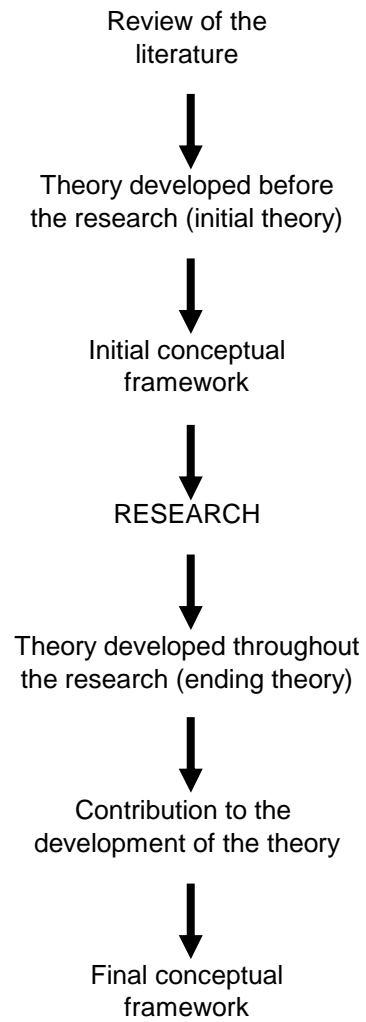 Review of the
literature
Theory developed before
the research (initial theory)
Initial conceptual
framework
RESEARCH
Theory developed throughout
the research (ending theory)
Contribution to the
development of the theory
Final conceptual
framework